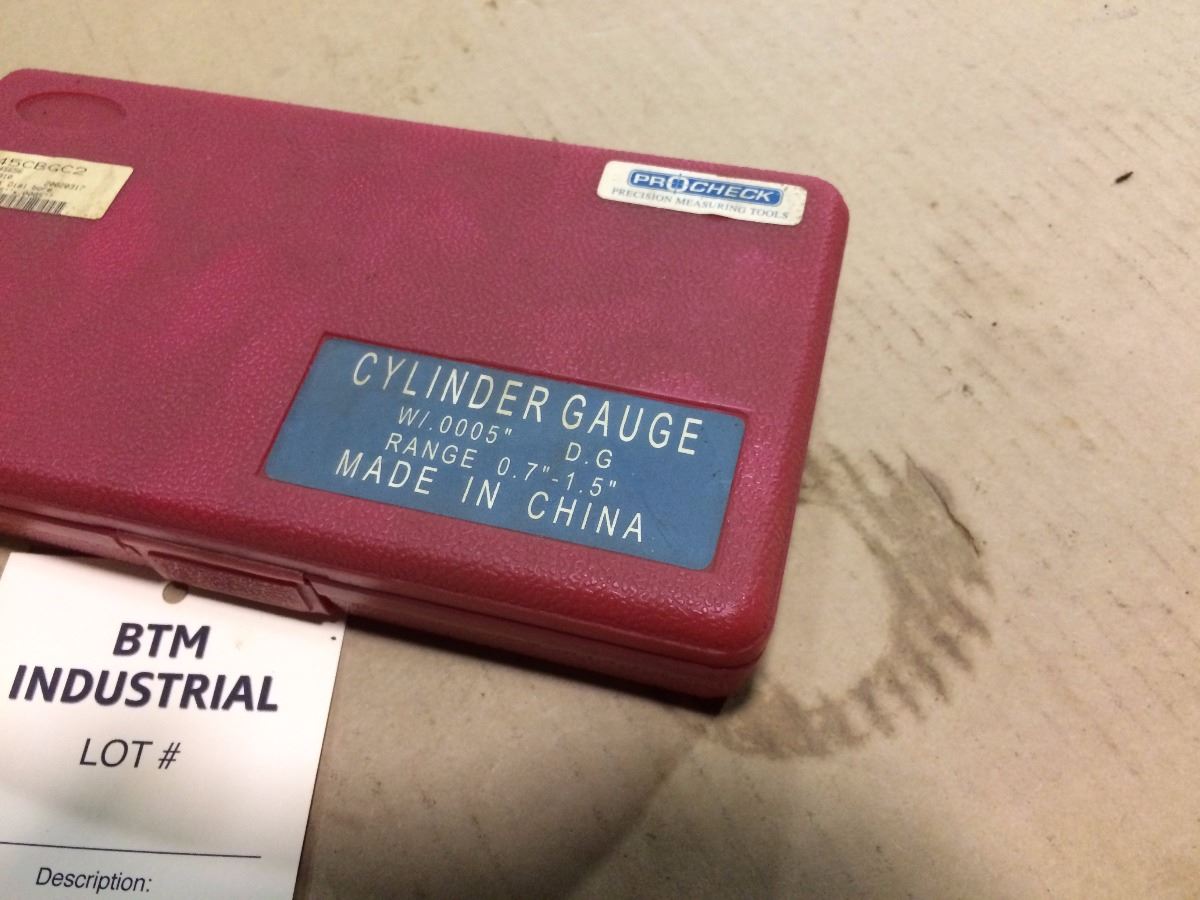 45CBGC2
PROCHECK
PRECISION MEASURING TOOLS
CYLINDER GAUGE
W/.0005" D.G
RANGE 0.7"-1.5"
MADE IN CHINA
BTM
INDUSTRIAL
LOT #
Description: